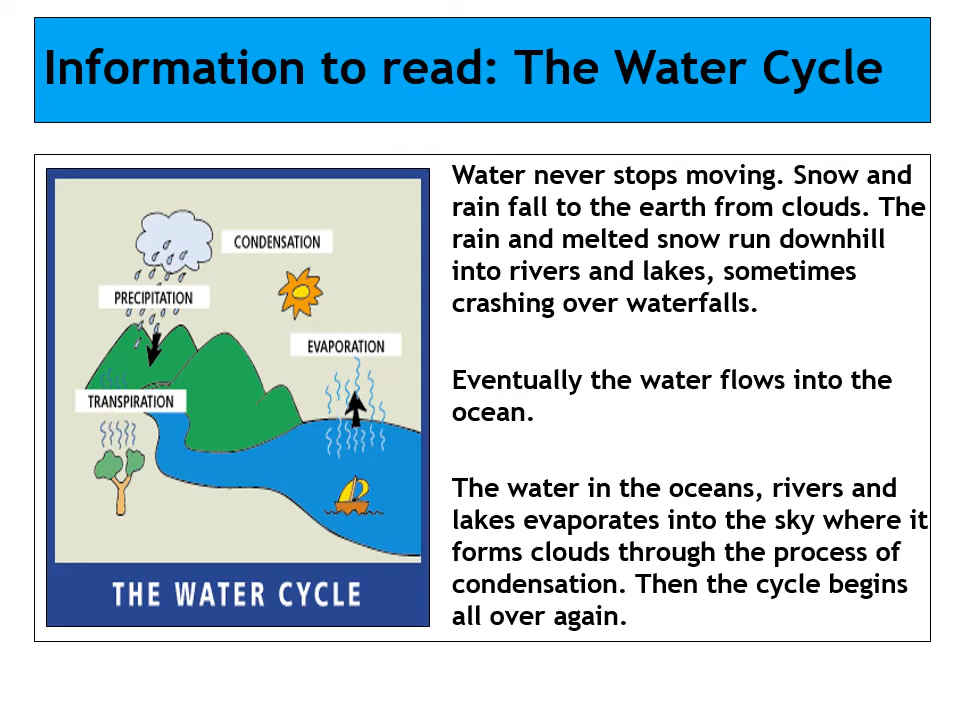 Information to read: The Water Cycle
CONDENSATION
PRECIPITATION
EVAPORATION
TRANSPIRATION
THE WATER CYCLE
Water never stops moving. Snow and
rain fall to the earth from clouds. The
rain and melted snow run downhill
into rivers and lakes, sometimes
crashing over waterfalls.
Eventually the water flows into the
ocean.
The water in the oceans, rivers and
lakes evaporates into the sky where it
forms clouds through the process of
condensation. Then the cycle begins
all over again.